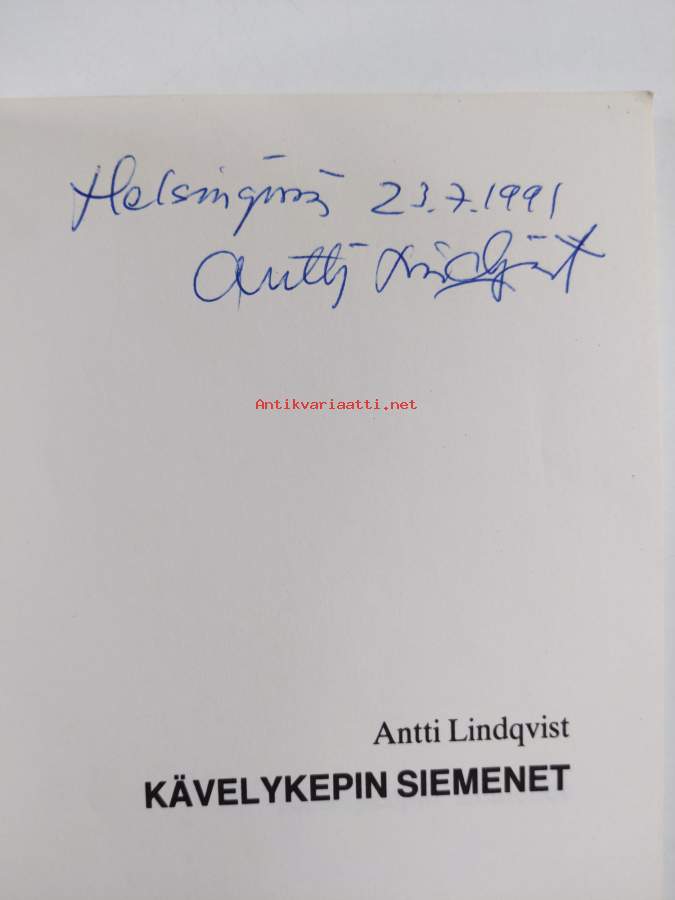 Helsingissä 23.7.1991
Antti Lindqvist
Antikvariaatti.net
Antti Lindqvist
KÄVELYKEPIN SIEMENET